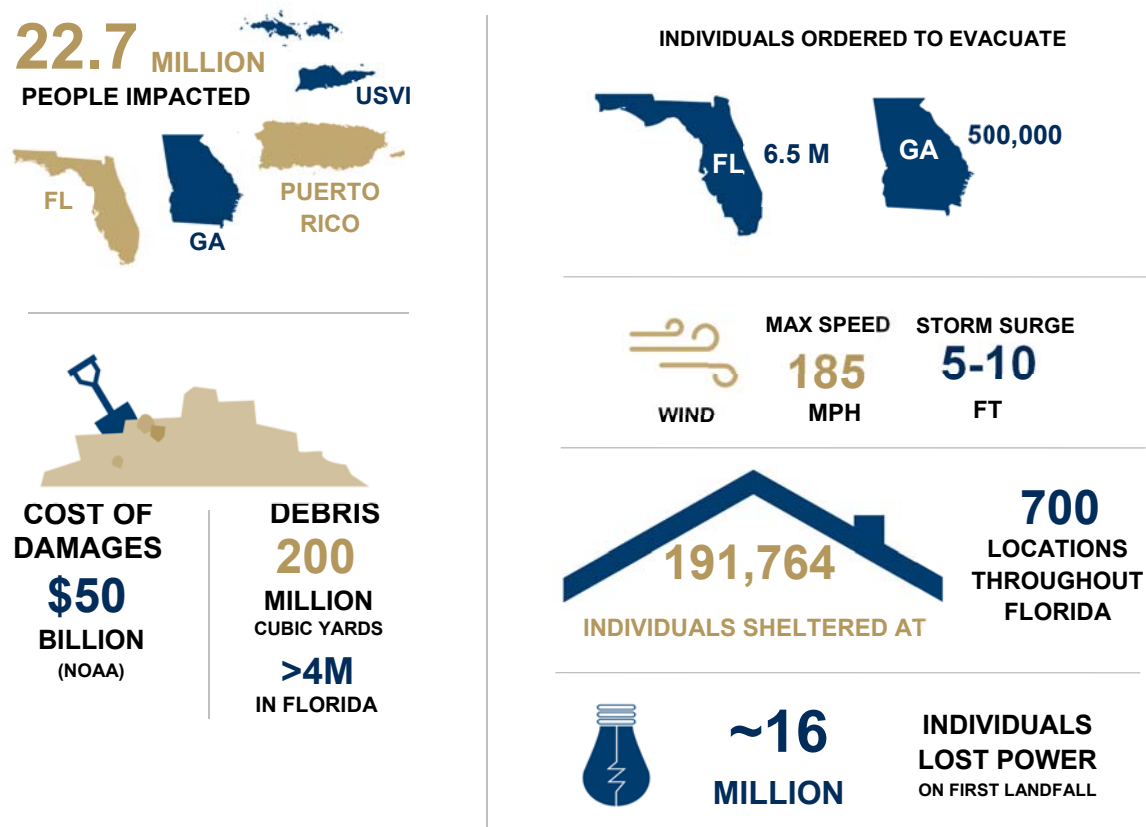 22.7 MILLION
PEOPLE IMPACTED
USVI
FL
GA
PUERTO
RICO
COST OF
DAMAGES
$50
BILLION
(NOAA)
DEBRIS
200
MILLION
CUBIC YARDS
>4M
IN FLORIDA
INDIVIDUALS ORDERED TO EVACUATE
FL
6.5 M
GA
500,000
WIND
MAX SPEED
185
MPH
STORM SURGE
5-10
FT
191,764
INDIVIDUALS SHELTERED AT
700
LOCATIONS
THROUGHOUT
FLORIDA
~16
MILLION
INDIVIDUALS
LOST POWER
ON FIRST LANDFALL